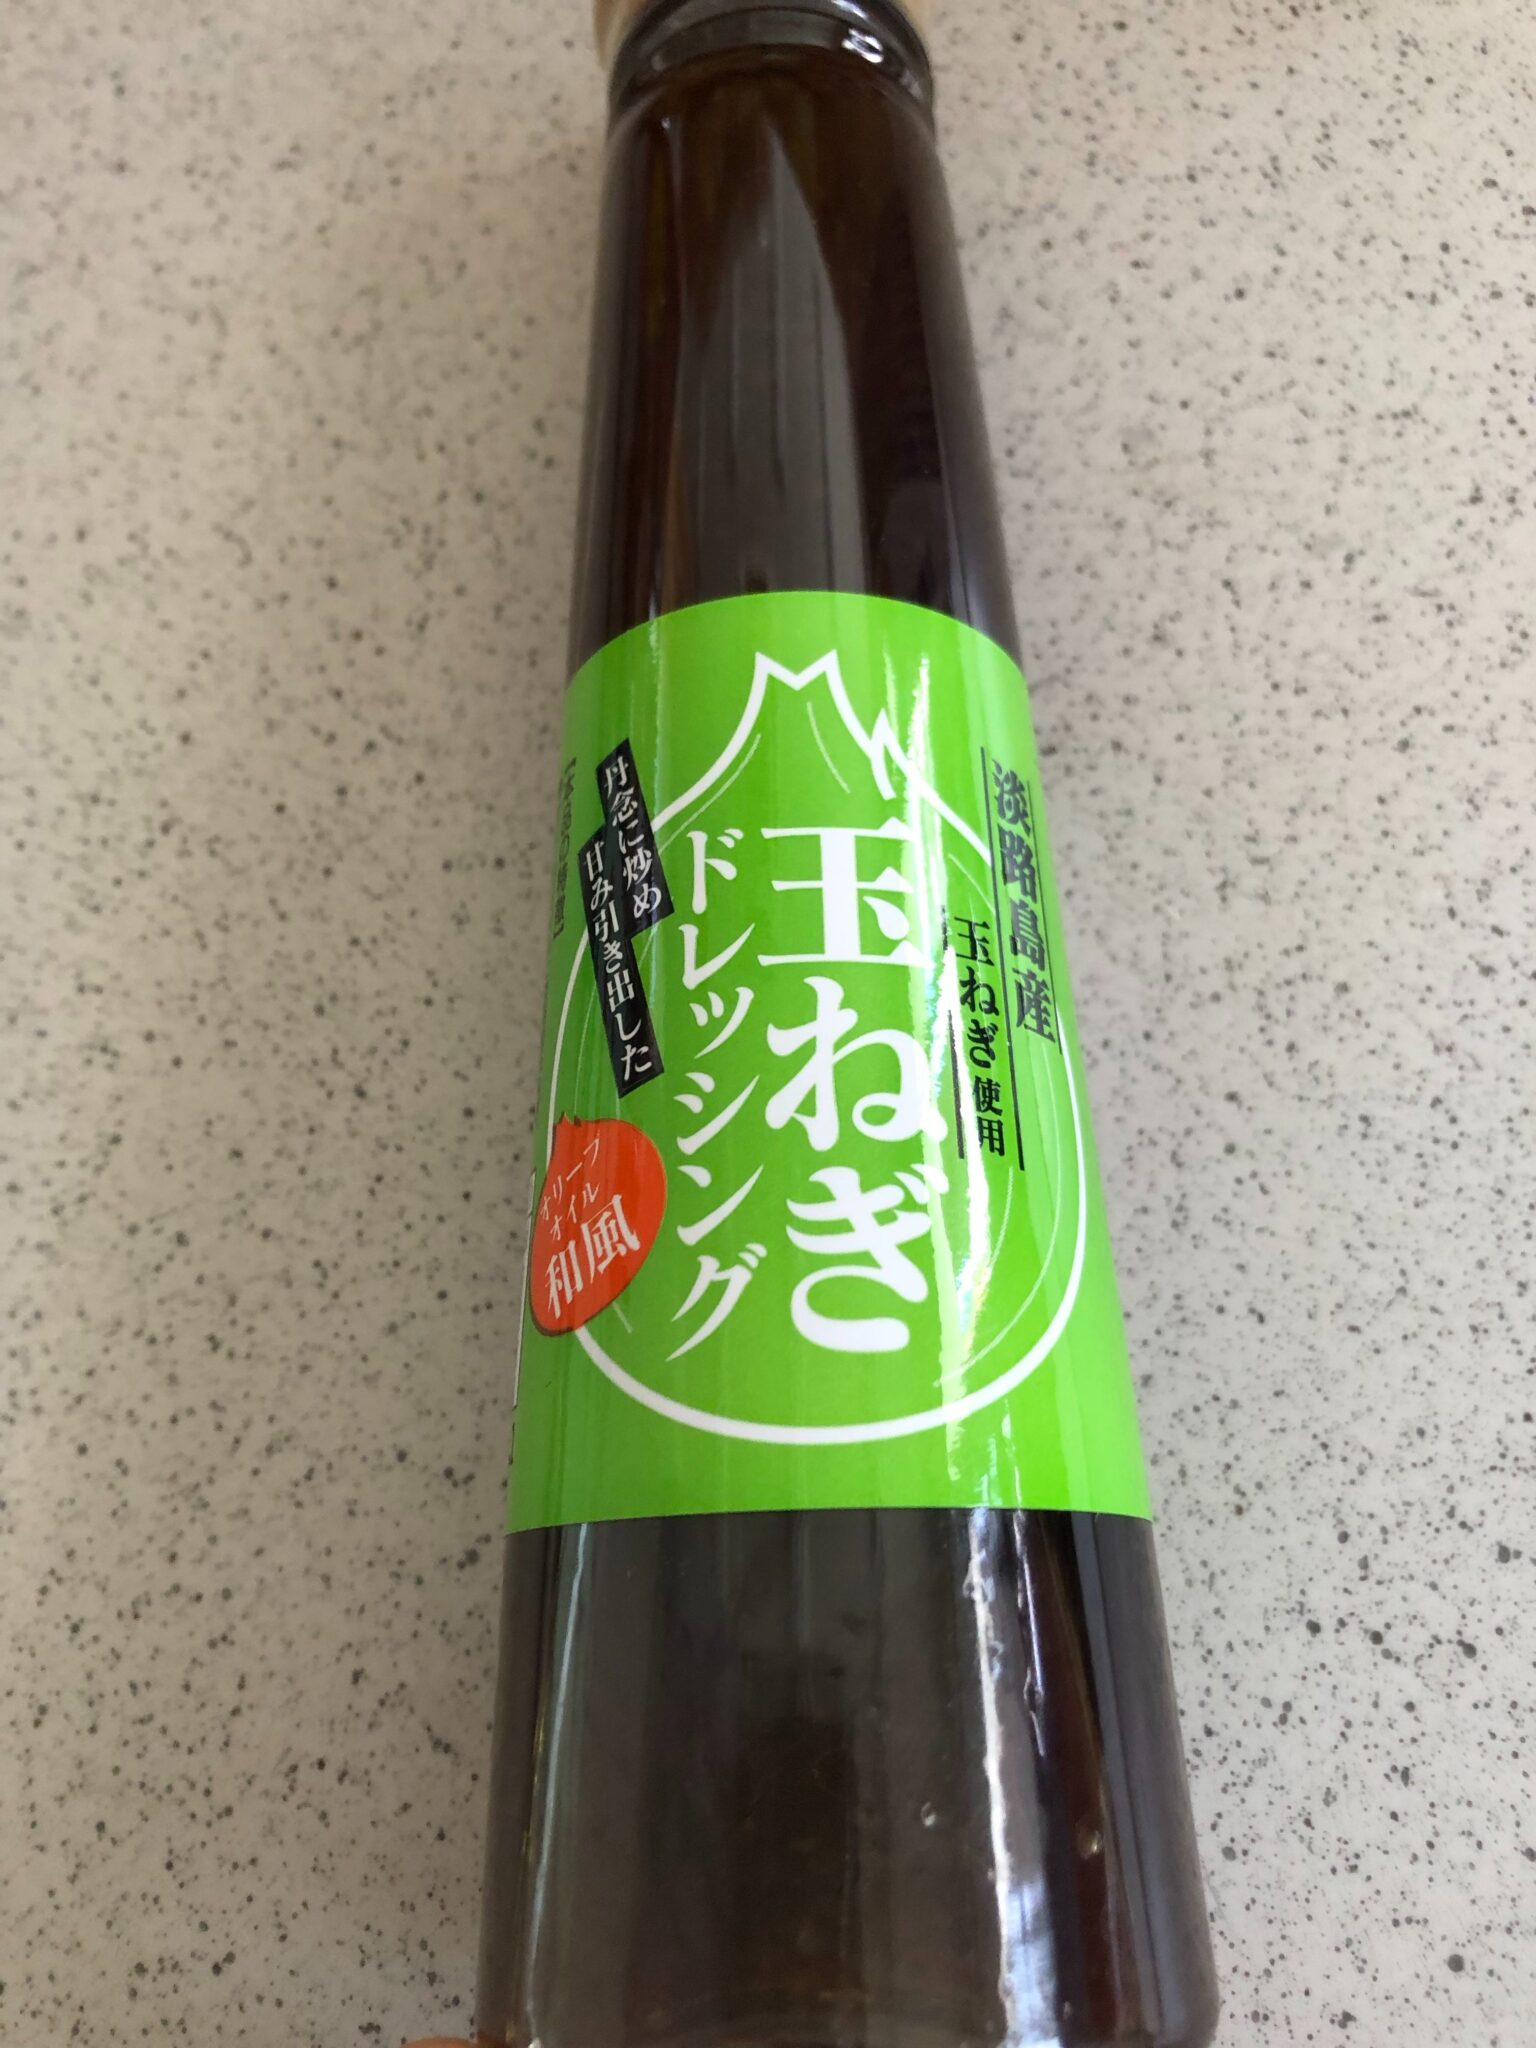 淡路島産
玉ねぎ使用
玉ねぎ
ドレッシング
丹念に炒め
甘み引き出した
オリーブ
オイル
和風